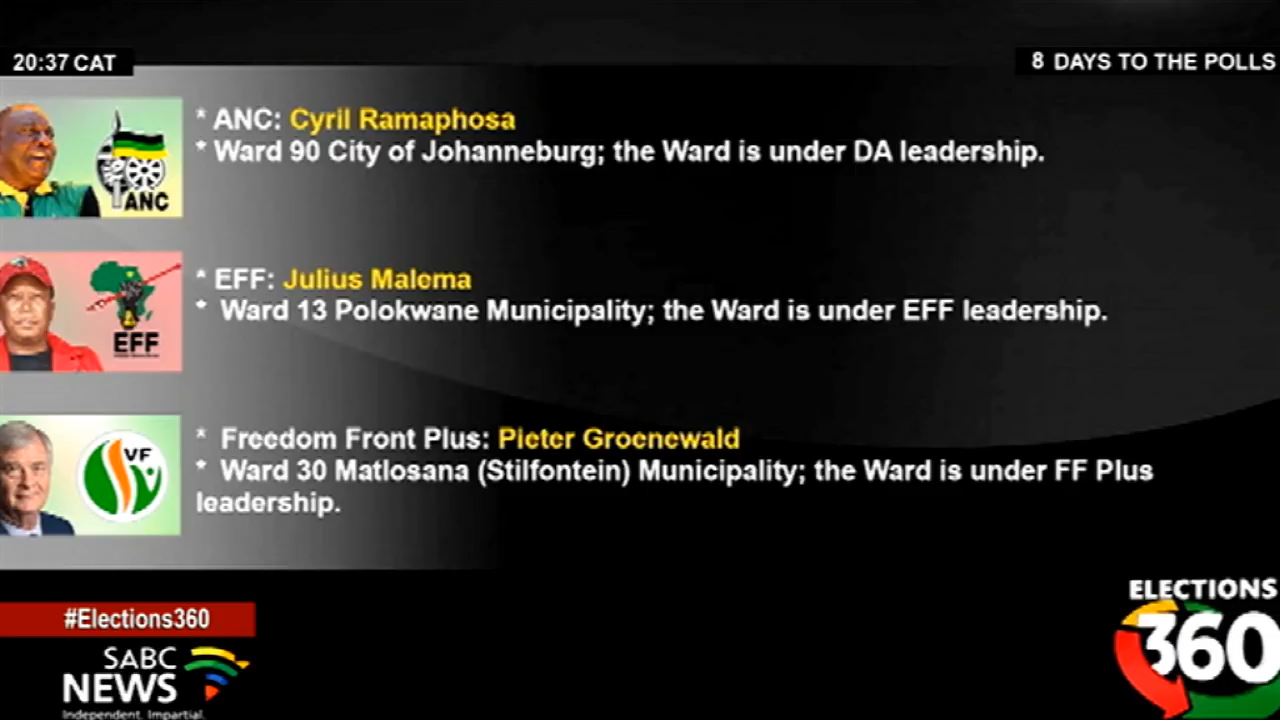 20:37 CAT
8 DAYS TO THE POLLS
* ANC: Cyril Ramaphosa
* Ward 90 City of Johanneburg; the Ward is under DA leadership.
ANC
* EFF: Julius Malema
* Ward 13 Polokwane Municipality; the Ward is under EFF leadership.
EFF
* Freedom Front Plus: Pieter Groenewald
* Ward 30 Matlosana (Stilfontein) Municipality; the Ward is under FF Plus
leadership.
VF
#Elections360
SABC
NEWS
Independent. Impartial.
ELECTIONS
360